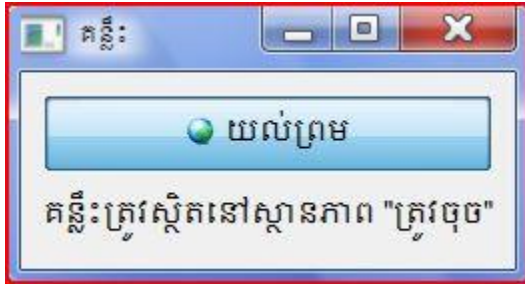 គន្លឹះ
យល់ព្រម
គន្លឹះត្រូវស្ថិតនៅស្ថានភាព "ត្រូវចុច"